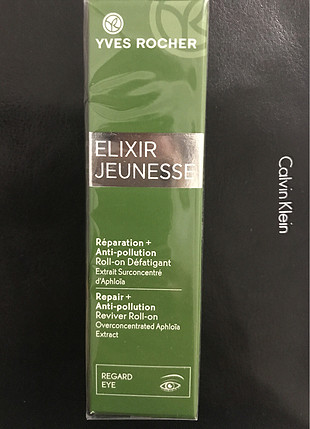 YVES ROCHER
ELIXIR
JEUNESSE
Réparation +
Anti-pollution
Roll-on Défatigant
Extrait Surconcentré
d'Aphloïa
Repair +
Anti-pollution
Reviver Roll-on
Overconcentrated Aphloïa
Extract
REGARD
EYE
Calvin Klein